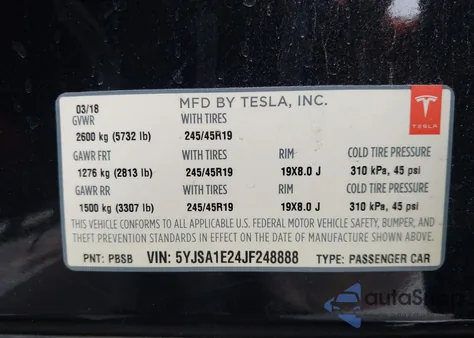 03/18 MFD BY TESLA, INC.
GVWR WITH TIRES
2600 kg (5732 lb) 245/45R19
TESLA
GAWR FRT WITH TIRES RIM COLD TIRE PRESSURE
1276 kg (2813 lb) 245/45R19 19X8.0 J 310 kPa, 45 psi
GAWR RR WITH TIRES RIM COLD TIRE PRESSURE
1500 kg (3307 lb) 245/45R19 19X8.0 J 310 kPa, 45 psi
THIS VEHICLE CONFORMS TO ALL APPLICABLE U.S. FEDERAL MOTOR VEHICLE SAFETY, BUMPER, AND
THEFT PREVENTION STANDARDS IN EFFECT ON THE DATE OF MANUFACTURE SHOWN ABOVE.
PNT: PBSB VIN: 5YJSA1E24JF248888 TYPE: PASSENGER CAR